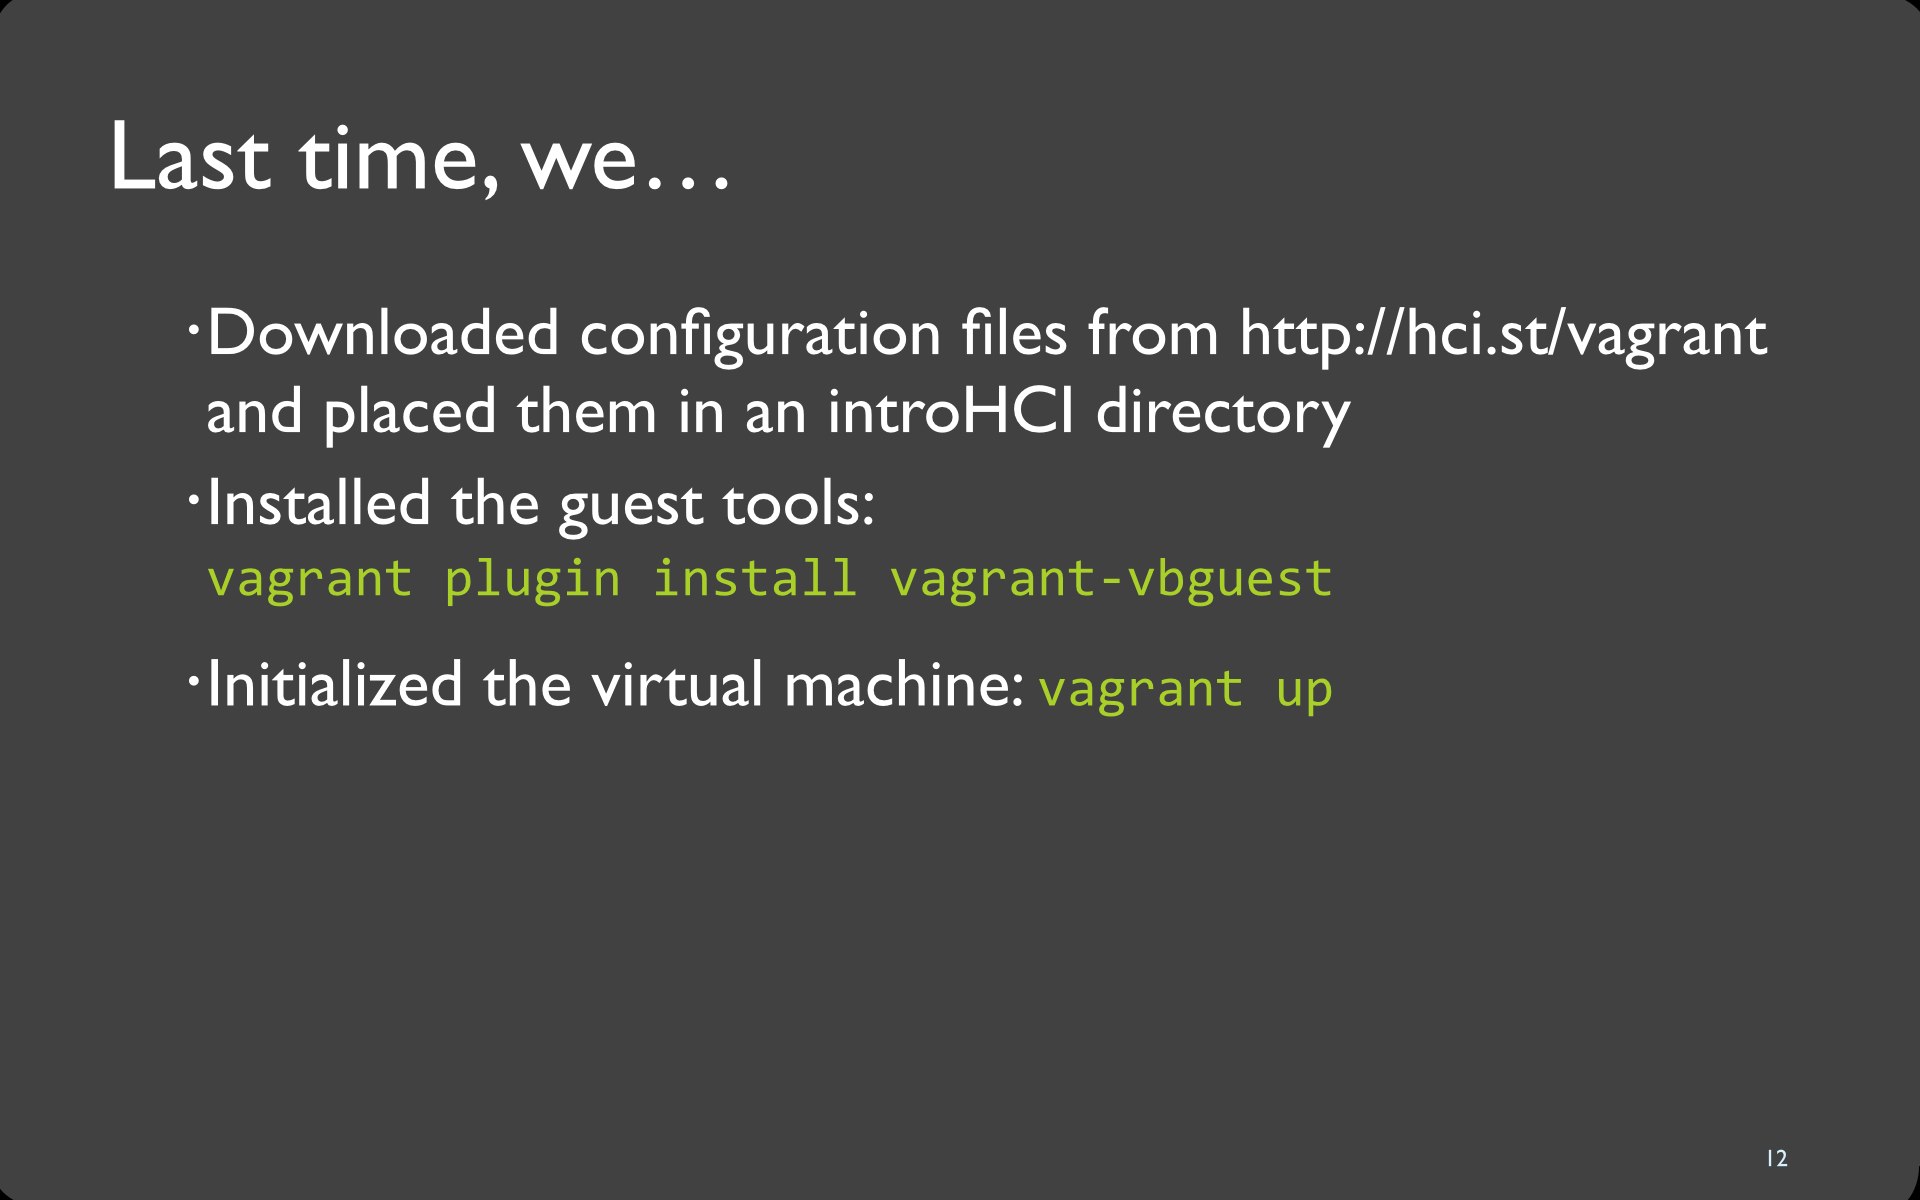 Last time, we…
·Downloaded configuration files from http://hci.st/vagrant
and placed them in an introHCI directory
·Installed the guest tools:
vagrant plugin install vagrant-vbguest
·Initialized the virtual machine: vagrant up
12